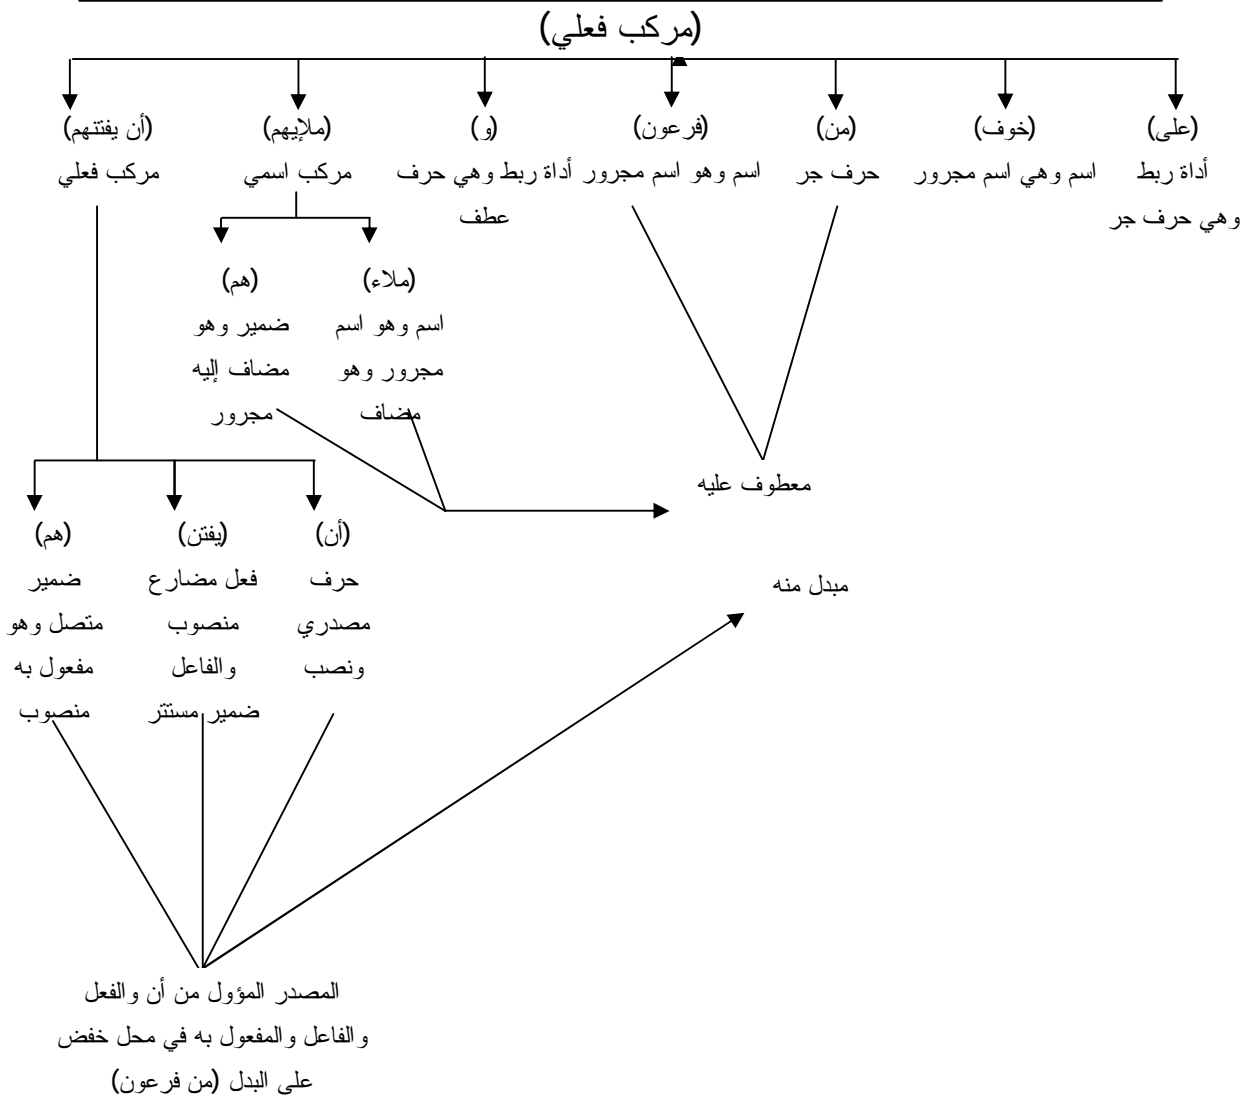 (مركب فعلي)
(على) (خوف) (من) (فرعون) (و) (ملإيهم) (أن يفتنهم)
أداة ربط اسم وهي اسم مجرور حرف جر اسم وهو اسم مجرور أداة ربط وهي حرف مركب اسمي مركب فعلي
وهي حرف جر عطف
(ملاء) (هم)
اسم وهو اسم ضمير وهو
مجرور وهو مضاف إليه
مضاف مجرور
معطوف عليه
(أن) (يفتن) (هم)
حرف فعل مضارع ضمير
مبدل منه
مصدري منصوب متصل وهو
ونصب والفاعل مفعول به
ضمير مستتر منصوب
المصدر المؤول من أن والفعل
والفاعل والمفعول به في محل خفض
على البدل (من فرعون)